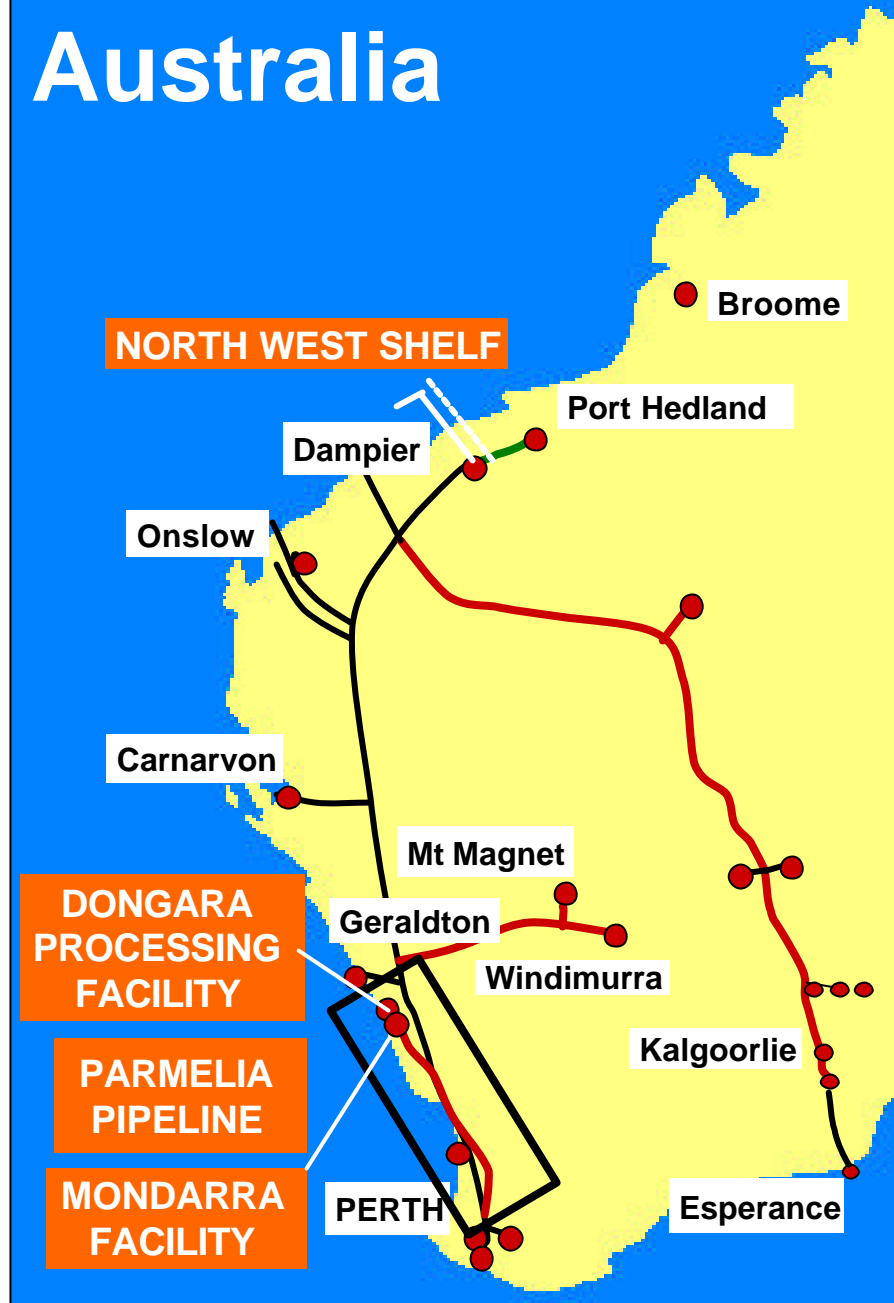 Australia
Broome
NORTH WEST SHELF
Port Hedland
Dampier
Onslow
Carnarvon
Mt Magnet
DONGARA
PROCESSING
FACILITY
Geraldton
Windimurra
Kalgoorlie
PARMELIA
PIPELINE
MONDARRA
FACILITY
PERTH
Esperance